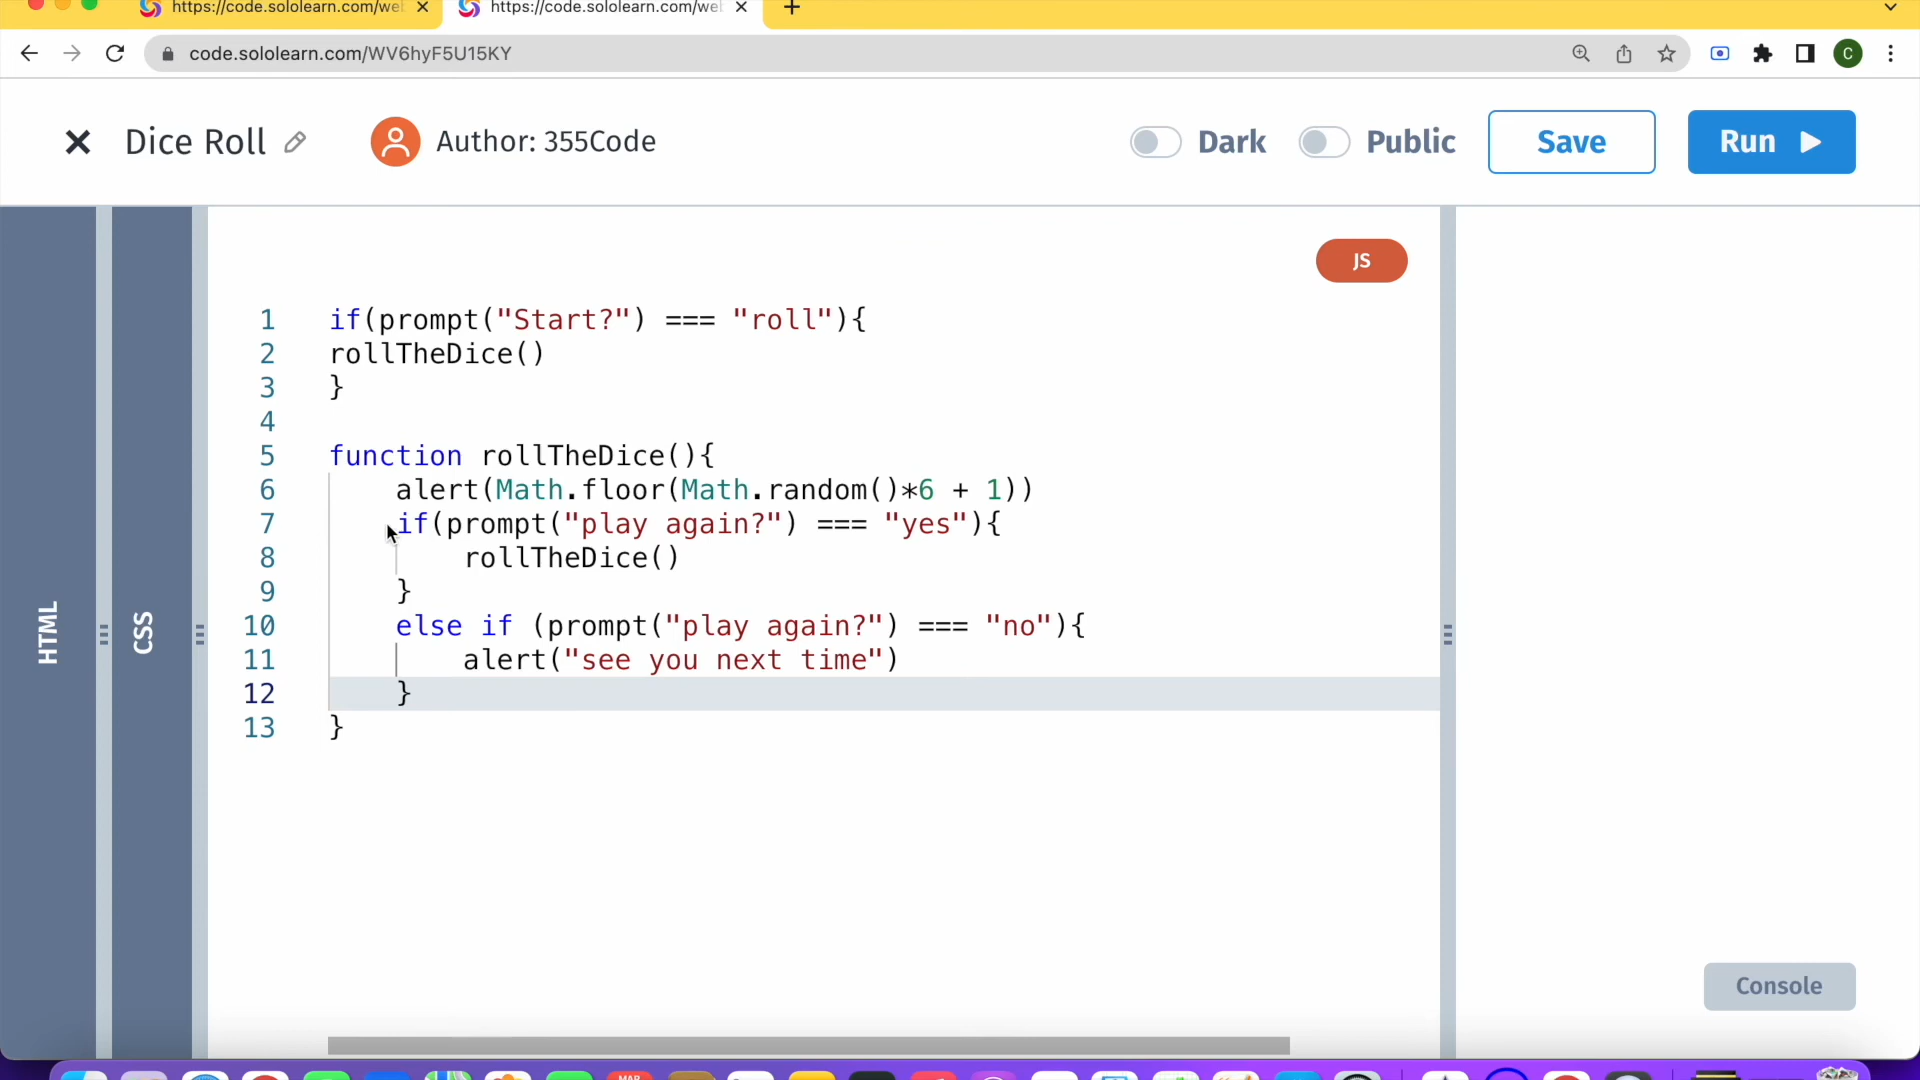 https://code.sololearn.com/we
https://code.sololearn.com/we
code.sololearn.com/WV6hyF5U15KY
C
Dice Roll
Author: 355Code
Dark
Public
Save
Run
HTML
CSS
JS
1 if(prompt("Start?") === "roll"){
2 rollTheDice()
3 }
4
5 function rollTheDice(){
6 alert(Math.floor(Math.random()*6 + 1))
7 if(prompt("play again?") === "yes"){
8 rollTheDice()
9 }
10 else if (prompt("play again?") === "no"){
11 alert("see you next time")
12 }
13 }
Console
MAR